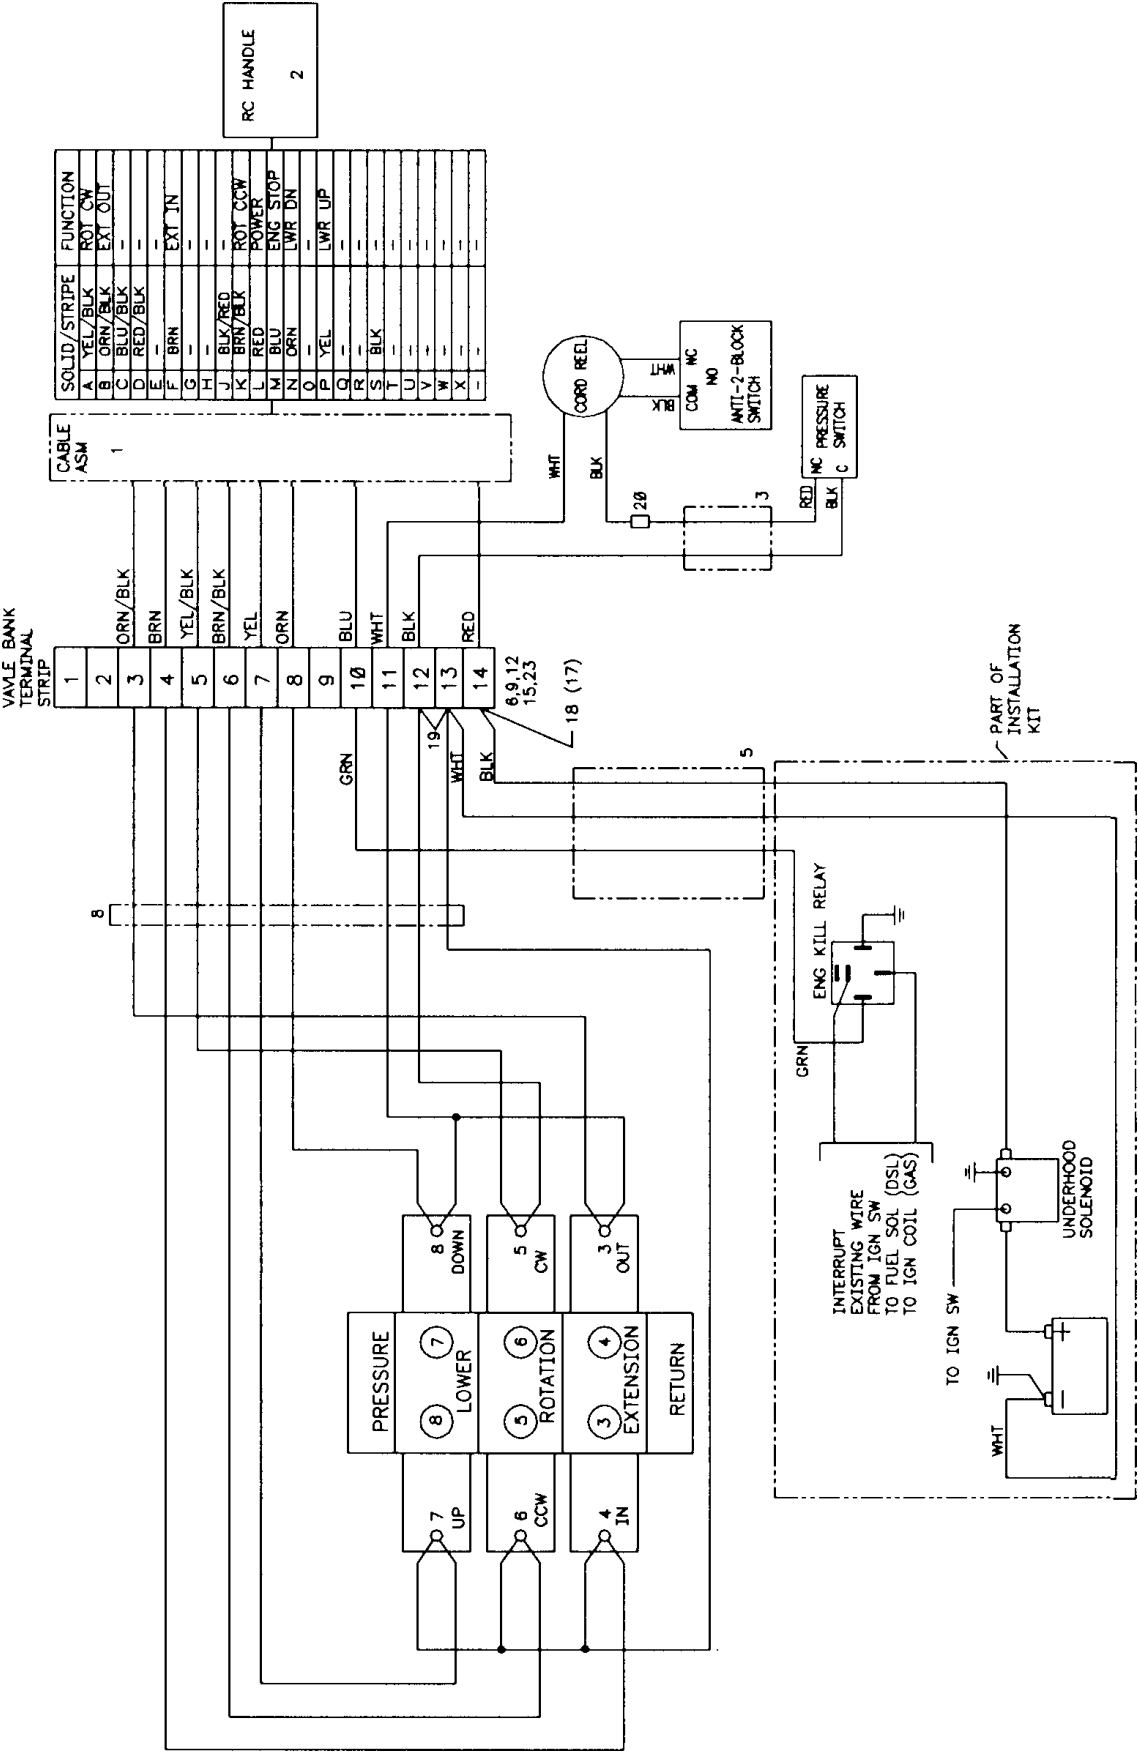 RC HANDLE
2
SOLID/STRIPE FUNCTION
A YEL/BLK ROT CW
B ORN/BLK EXT OUT
C BLU/BLK -
D RED/BLK -
E - -
F BRN EXT IN
G - -
H - -
J BLK/RED -
K BRN/BLK ROT CCW
L RED POWER
M BLU ENG STOP
N ORN LWR DN
O - -
P YEL LWR UP
Q - -
R - -
S BLK -
T - -
U - -
V - -
W - -
X - -
- - -
CABLE
ASM
1
VAVLE BANK
TERMINAL
STRIP
1
2
3 ORN/BLK
4 BRN
5 YEL/BLK
6 BRN/BLK
7 YEL
8 ORN
9
10 BLU
11 WHT
12 BLK
13
14 RED
6,9,12
15,23
18 (17)
19
GRN
WHT
BLK
5
8
WHT
BLK
CORD REEL
BLK WHT
COM NC
NO
ANTI-2-BLOCK
SWITCH
20
3
RED
BLK
NC PRESSURE
C SWITCH
PART OF
INSTALLATION
KIT
ENG KILL RELAY
GRN
INTERRUPT
EXISTING WIRE
FROM IGN SW
TO FUEL SOL (DSL)
TO IGN COIL (GAS)
TO IGN SW
UNDERHOOD
SOLENOID
+
-
WHT
8
DOWN
5
CW
3
OUT
PRESSURE
8 7
LOWER
5 6
ROTATION
3 4
EXTENSION
RETURN
7
UP
6
CCW
4
IN